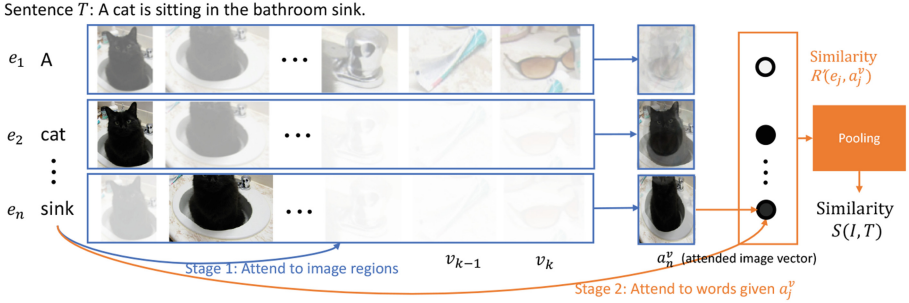 Sentence T: A cat is sitting in the bathroom sink.
e₁ A
Similarity
R′(eⱼ, aⱼᵛ)
e₂ cat
Pooling
eₙ sink
Similarity
S(I, T)
vₖ₋₁ vₖ aₙᵛ (attended image vector)
Stage 1: Attend to image regions
Stage 2: Attend to words given aⱼᵛ